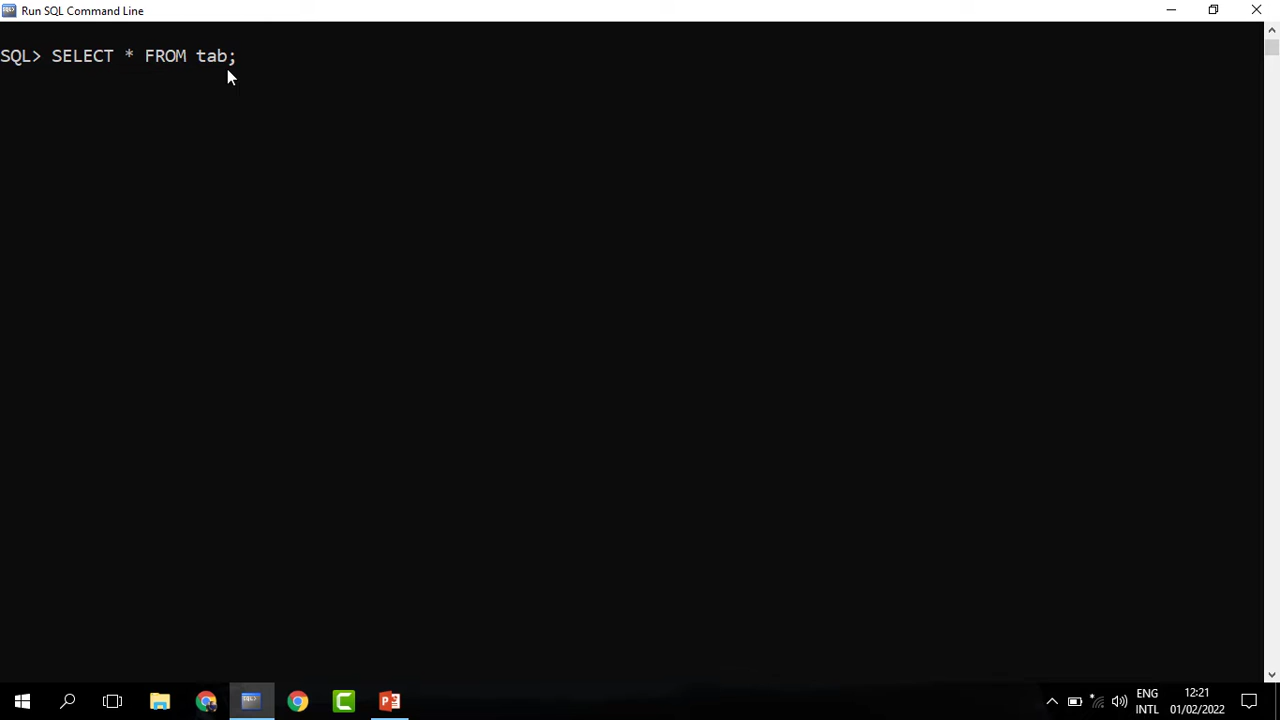 Run SQL Command Line
SQL> SELECT * FROM tab;
ENG
INTL
12:21
01/02/2022